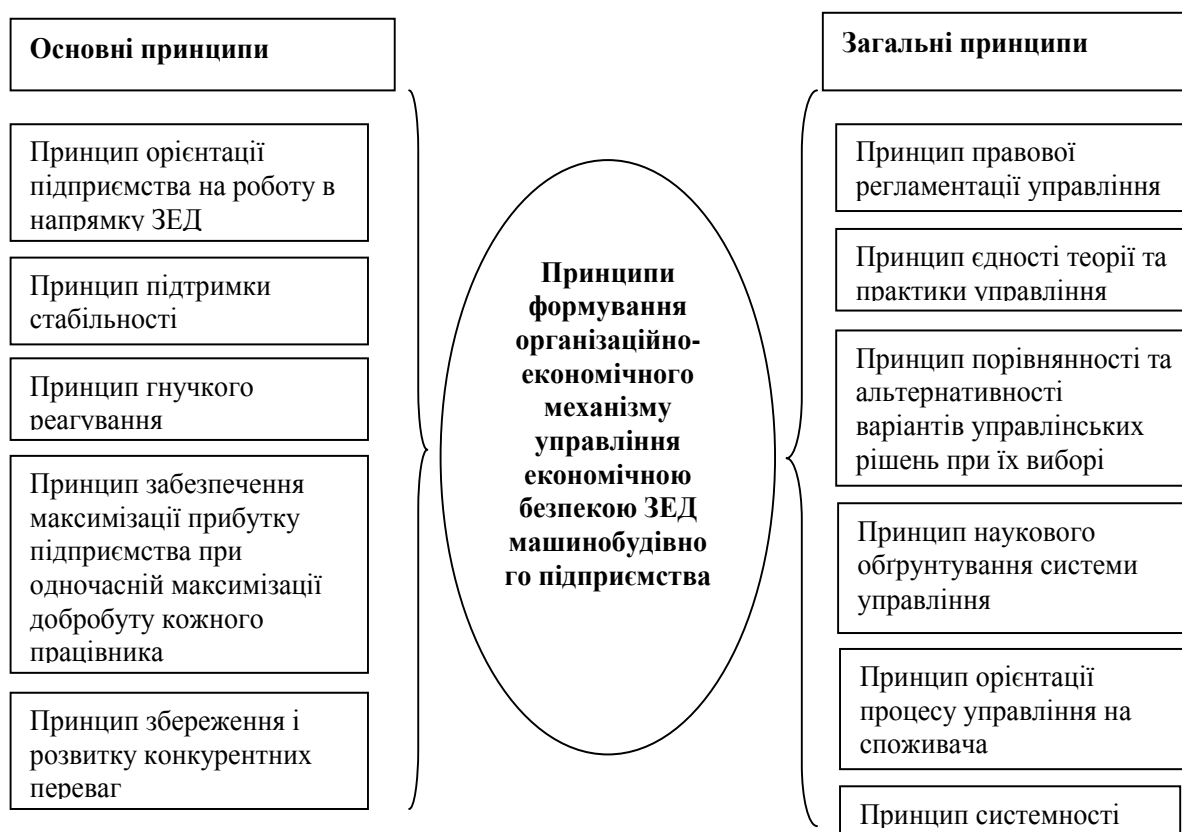 Основні принципи
Принцип орієнтації
підприємства на роботу в
напрямку ЗЕД
Принцип підтримки
стабільності
Принцип гнучкого
реагування
Принцип забезпечення
максимізації прибутку
підприємства при
одночасній максимізації
добробуту кожного
працівника
Принцип збереження і
розвитку конкурентних
переваг
Принципи
формування
організаційно-
економічного
механізму
управління
економічною
безпекою ЗЕД
машинобудівно
го підприємства
Загальні принципи
Принцип правової
регламентації управління
Принцип єдності теорії та
практики управління
Принцип порівнянності та
альтернативності
варіантів управлінських
рішень при їх виборі
Принцип наукового
обґрунтування системи
управління
Принцип орієнтації
процесу управління на
споживача
Принцип системності